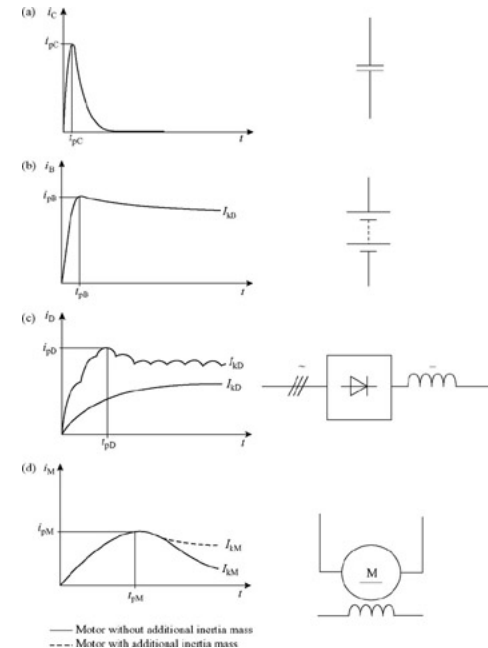 (a) i_C
i_pC
t_pC t
(b) i_B
i_pB
I_kD
t_pB t
(c) i_D
i_pD
I_kD
I_kD
t_pD t
~
–
(d) i_M
i_pM
I_kM
I_kM
t_pM t
M
Motor without additional inertia mass
Motor with additional inertia mass